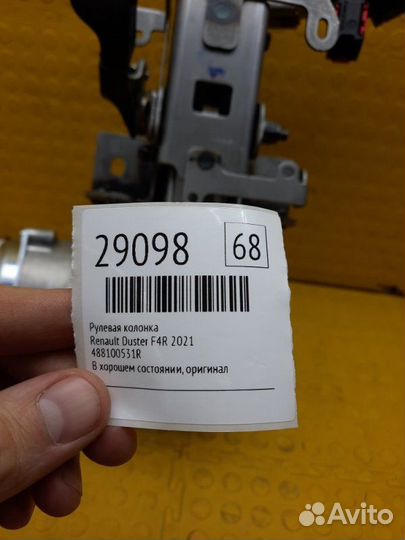 29098 68
Рулевая колонка
Renault Duster F4R 2021
488100531R
В хорошем состоянии, оригинал
Avito